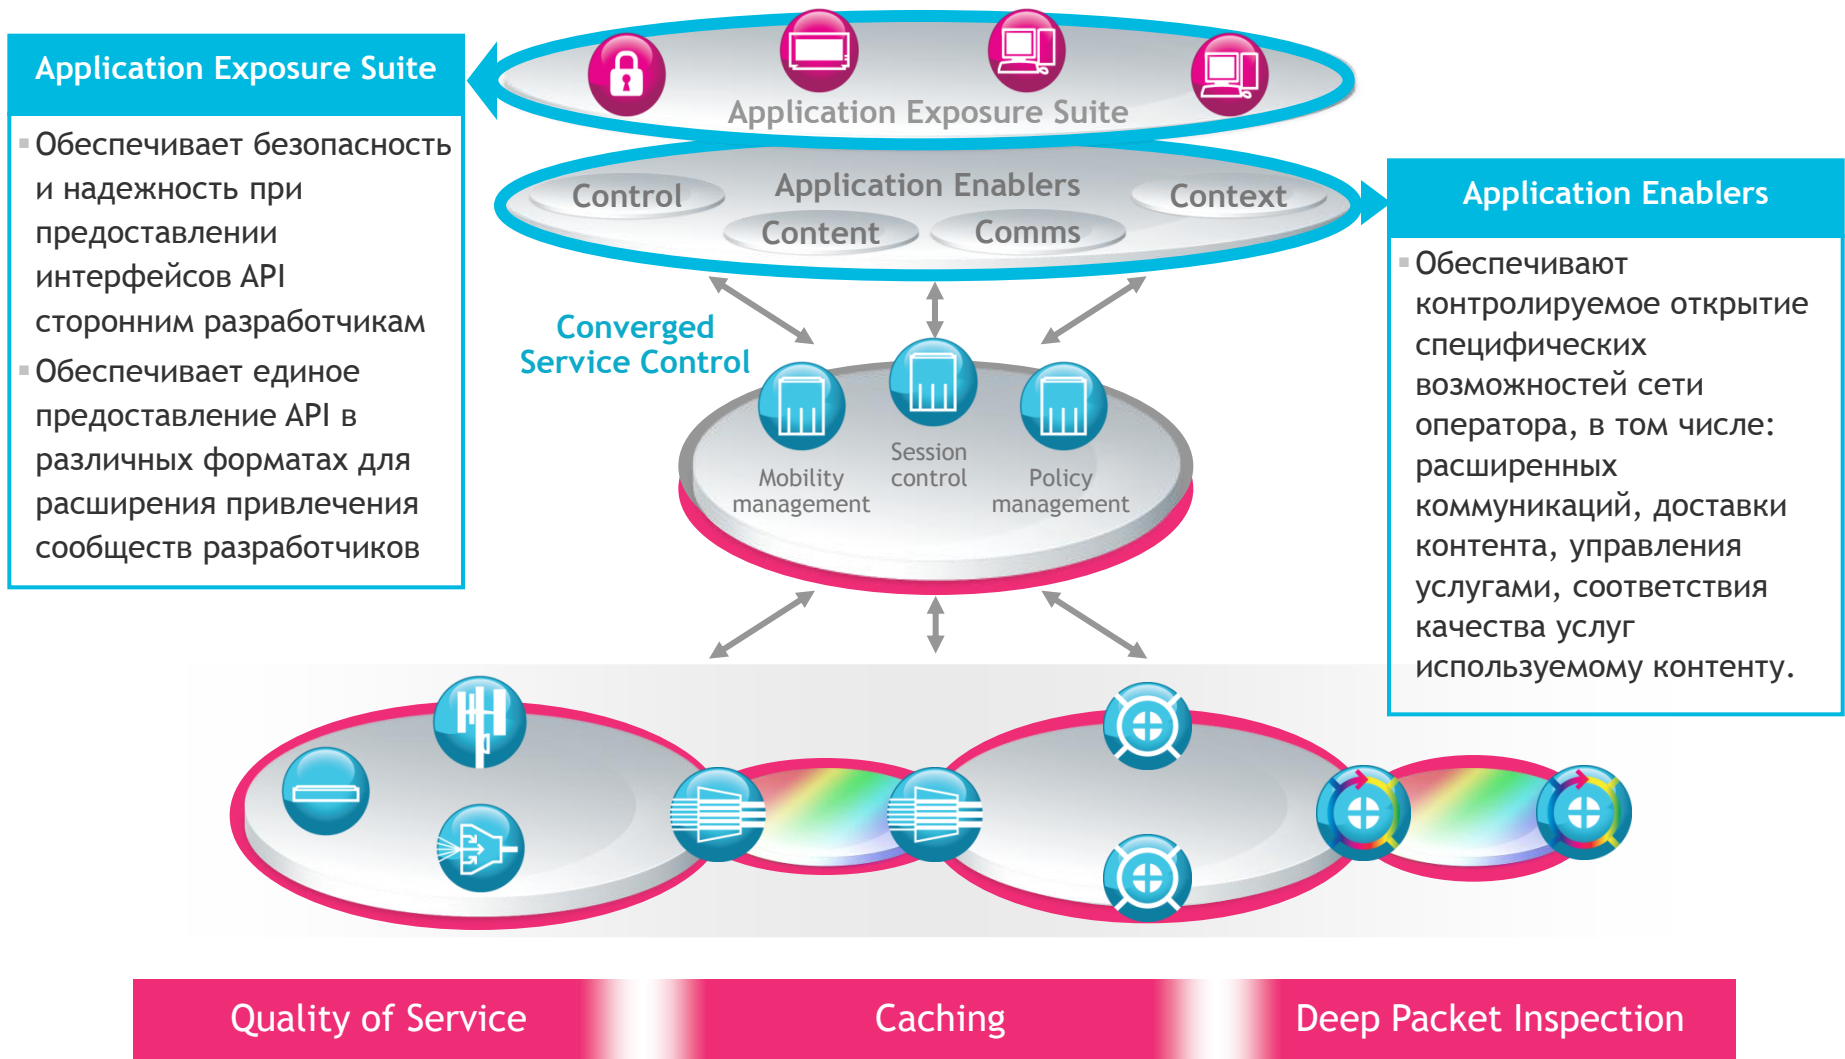 Application Exposure Suite
Обеспечивает безопасность
и надежность при
предоставлении
интерфейсов API
сторонним разработчикам
Обеспечивает единое
предоставление API в
различных форматах для
расширения привлечения
сообществ разработчиков
Application Exposure Suite
Application Enablers
Control
Content
Comms
Context
Application Enablers
Обеспечивают
контролируемое открытие
специфических
возможностей сети
оператора, в том числе:
расширенных
коммуникаций, доставки
контента, управления
услугами, соответствия
качества услуг
используемому контенту.
Converged
Service Control
Mobility
management
Session
control
Policy
management
Quality of Service
Caching
Deep Packet Inspection